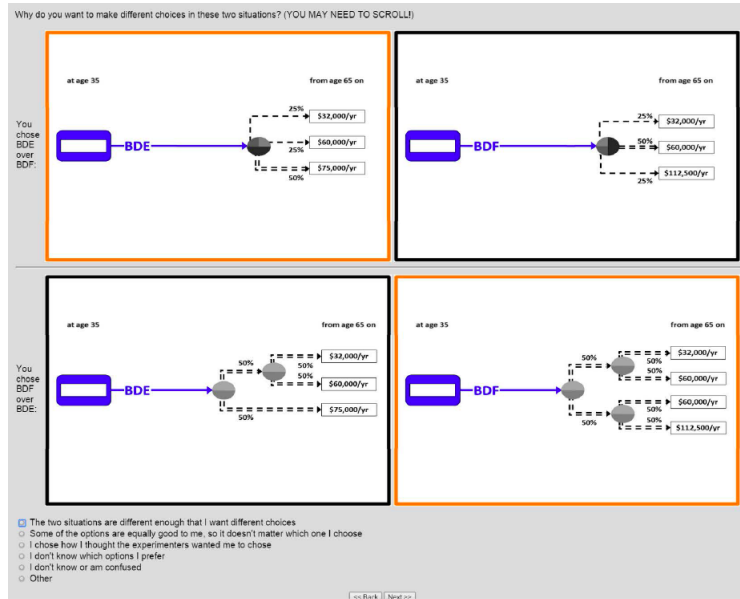 Why do you want to make different choices in these two situations? (YOU MAY NEED TO SCROLL!)
at age 35
from age 65 on
You
chose
BDE
over
BDF:
BDE
25%
$32,000/yr
$60,000/yr
25%
$75,000/yr
50%
at age 35
from age 65 on
BDF
25%
$32,000/yr
50%
$60,000/yr
$112,500/yr
25%
at age 35
from age 65 on
You
chose
BDF
over
BDE:
BDE
50%
50%
$32,000/yr
50%
$60,000/yr
50%
$75,000/yr
at age 35
from age 65 on
BDF
50%
50%
$32,000/yr
50%
$60,000/yr
50%
50%
$60,000/yr
50%
$112,500/yr
The two situations are different enough that I want different choices
Some of the options are equally good to me, so it doesn't matter which one I choose
I chose how I thought the experimenters wanted me to chose
I don't know which options I prefer
I don't know or am confused
Other
<< Back Next >>